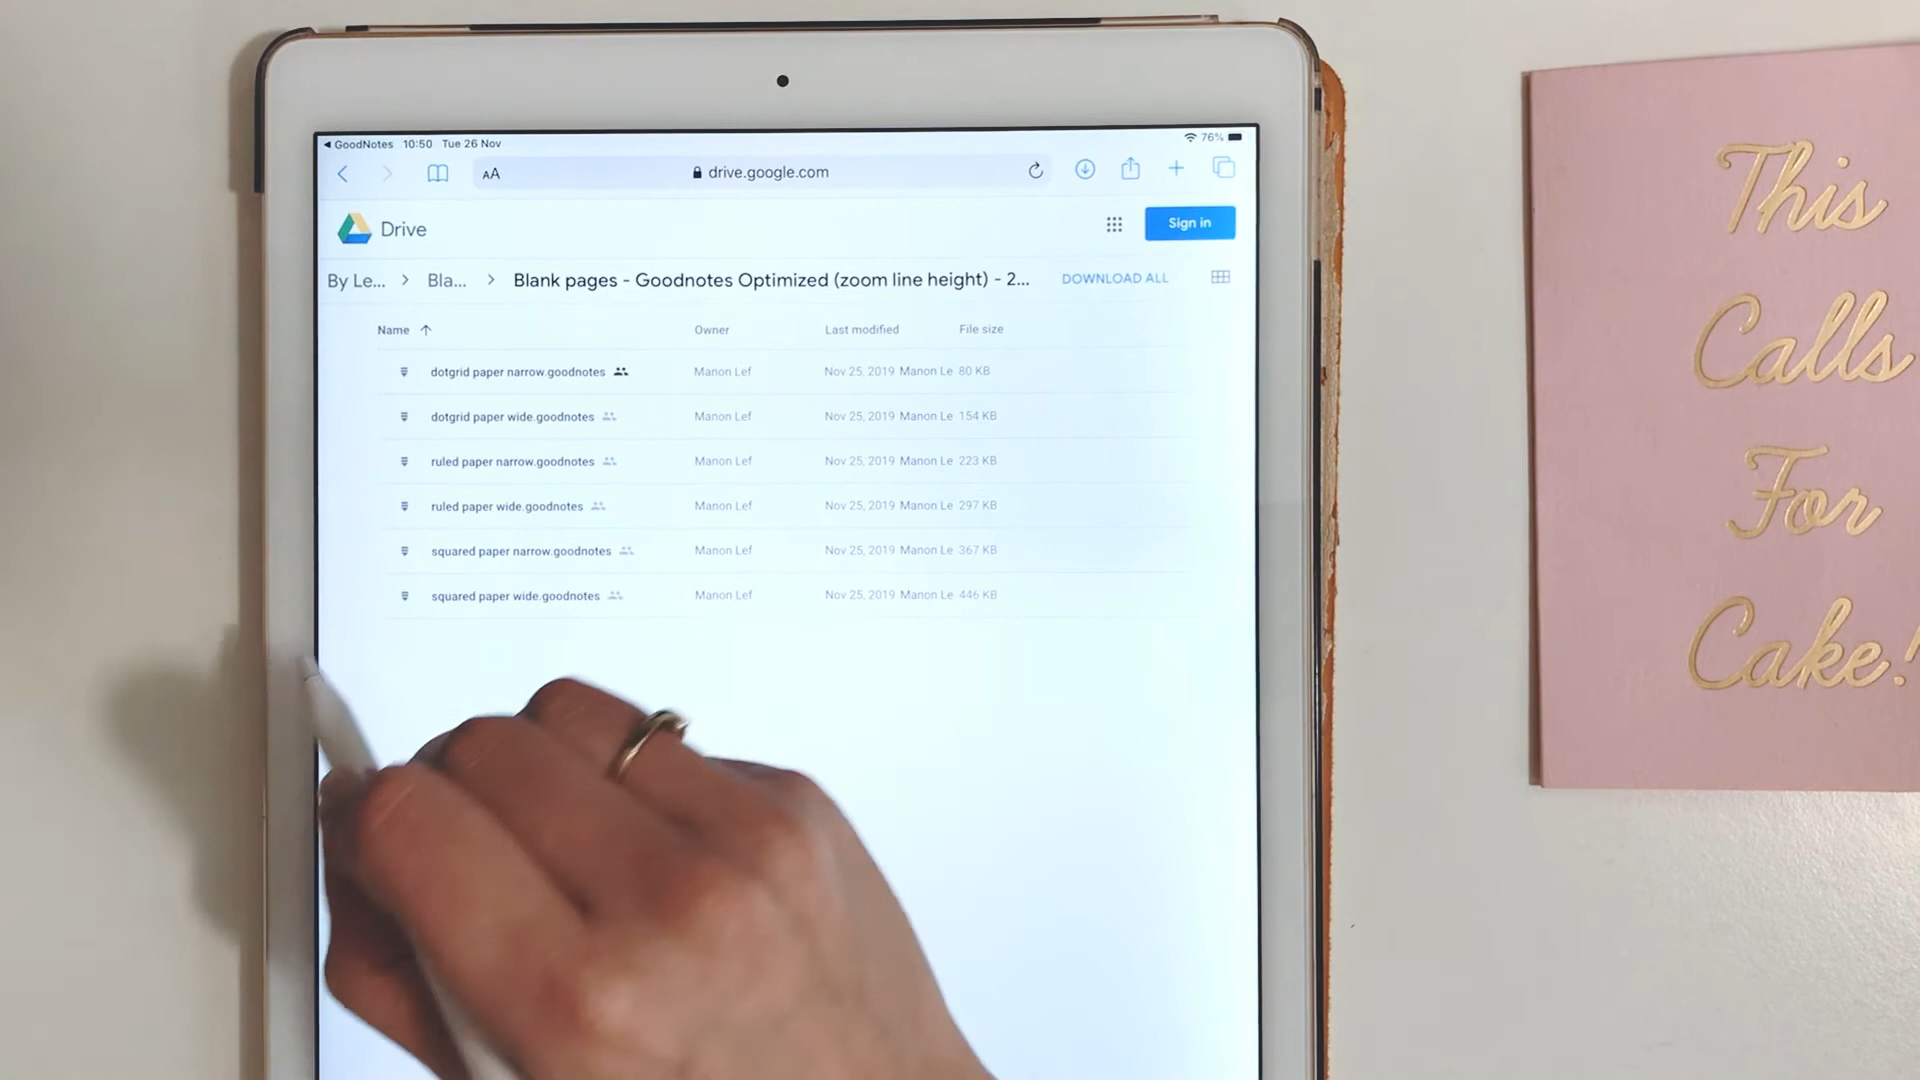 GoodNotes 10:50 Tue 26 Nov 76%
AA drive.google.com
Drive Sign in
By Le... > Bla... > Blank pages - Goodnotes Optimized (zoom line height) - 2... DOWNLOAD ALL
Name Owner Last modified File size
dotgrid paper narrow.goodnotes Manon Lef Nov 25, 2019 Manon Le 80 KB
dotgrid paper wide.goodnotes Manon Lef Nov 25, 2019 Manon Le 154 KB
ruled paper narrow.goodnotes Manon Lef Nov 25, 2019 Manon Le 223 KB
ruled paper wide.goodnotes Manon Lef Nov 25, 2019 Manon Le 297 KB
squared paper narrow.goodnotes Manon Lef Nov 25, 2019 Manon Le 367 KB
squared paper wide.goodnotes Manon Lef Nov 25, 2019 Manon Le 446 KB
This
Calls
For
Cake!